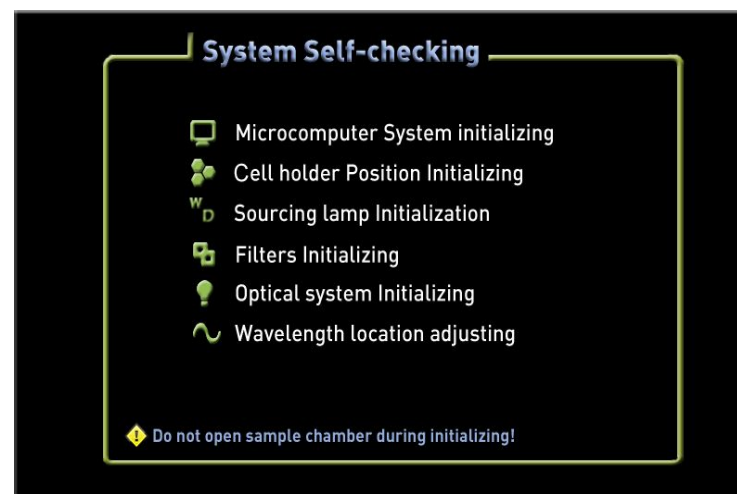 System Self-checking
Microcomputer System initializing
Cell holder Position Initializing
W D Sourcing lamp Initialization
Filters Initializing
Optical system Initializing
Wavelength location adjusting
! Do not open sample chamber during initializing!